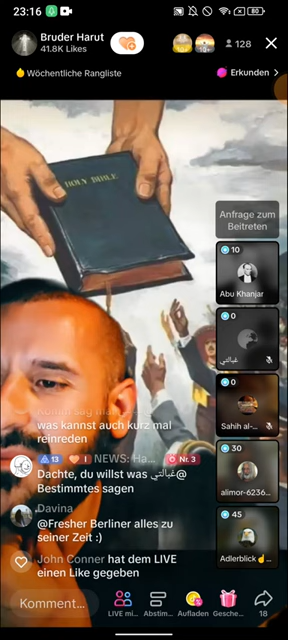 23:16
80
Bruder Harut
41.8K Likes
128
Wöchentliche Rangliste
Erkunden >
HOLY BIBLE
Anfrage zum
Beitreten
10
Abu Khanjar
0
0
Sahih al-...
30
alimor-6236...
45
Adlerblick☝...
was kannst auch kurz mal
reinreden
13 I NEWS: Ha... Nr. 3
Dachte, du willst was غيالتي@
Bestimmtes sagen
Davina
@Fresher Berliner alles zu
seiner Zeit :)
John Conner hat dem LIVE
einen Like gegeben
Komment...
LIVE mi...
Abstim...
Aufladen
Gesche...
18